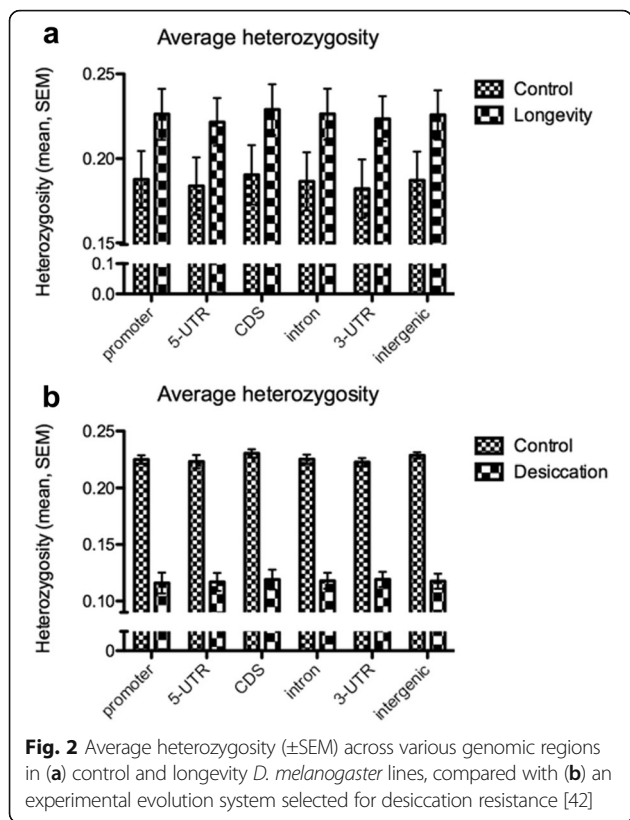 a
Average heterozygosity
Heterozygosity (mean, SEM)
0.25
0.20
0.15
0.1
0.0
Control
Longevity
promoter
5-UTR
CDS
intron
3-UTR
intergenic
b
Average heterozygosity
Heterozygosity (mean, SEM)
0.25
0.20
0.15
0.10
0
Control
Desiccation
promoter
5-UTR
CDS
intron
3-UTR
intergenic
Fig. 2 Average heterozygosity (±SEM) across various genomic regions
in (a) control and longevity D. melanogaster lines, compared with (b) an
experimental evolution system selected for desiccation resistance [42]